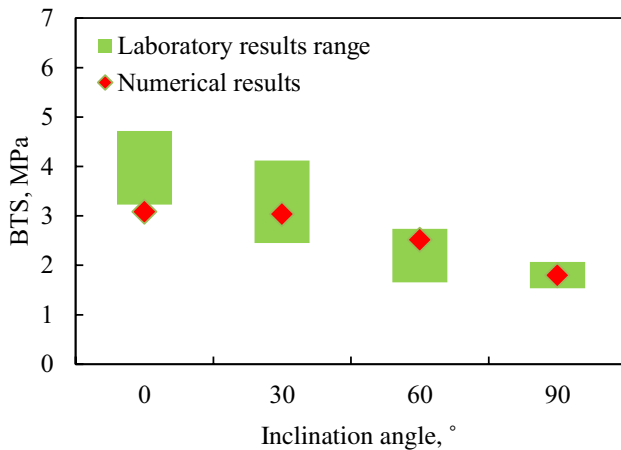 7
6
5
4
3
2
1
0
BTS, MPa
Laboratory results range
Numerical results
0 30 60 90
Inclination angle, °